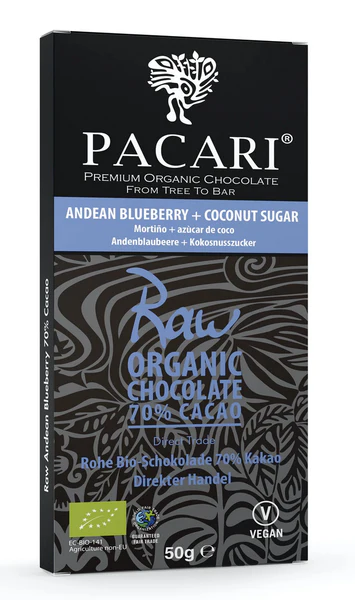 PACARI®
PREMIUM ORGANIC CHOCOLATE
FROM TREE TO BAR
ANDEAN BLUEBERRY + COCONUT SUGAR
Mortiño + azúcar de coco
Andenblaubeere + Kokosnusszucker
Raw
ORGANIC
CHOCOLATE
70% CACAO
Direct Trade
Rohe Bio-Schokolade 70% Kakao
Direkter Handel
EC-BIO-141
Agriculture non-EU
GUARANTEED
FAIR TRADE
50g ℮
V
VEGAN
Raw Andean Blueberry 70% Cacao